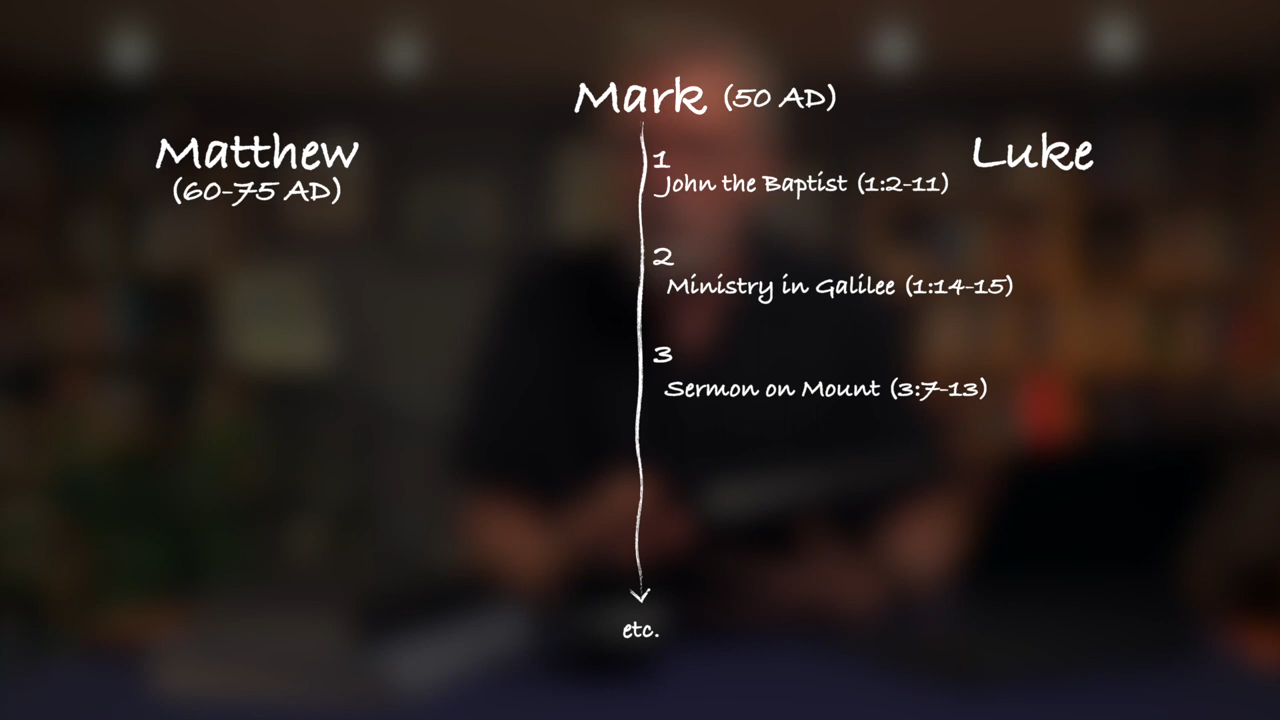 Mark (50 AD)
Matthew
(60-75 AD)
Luke
1
John the Baptist (1:2-11)
2
Ministry in Galilee (1:14-15)
3
Sermon on Mount (3:7-13)
etc.